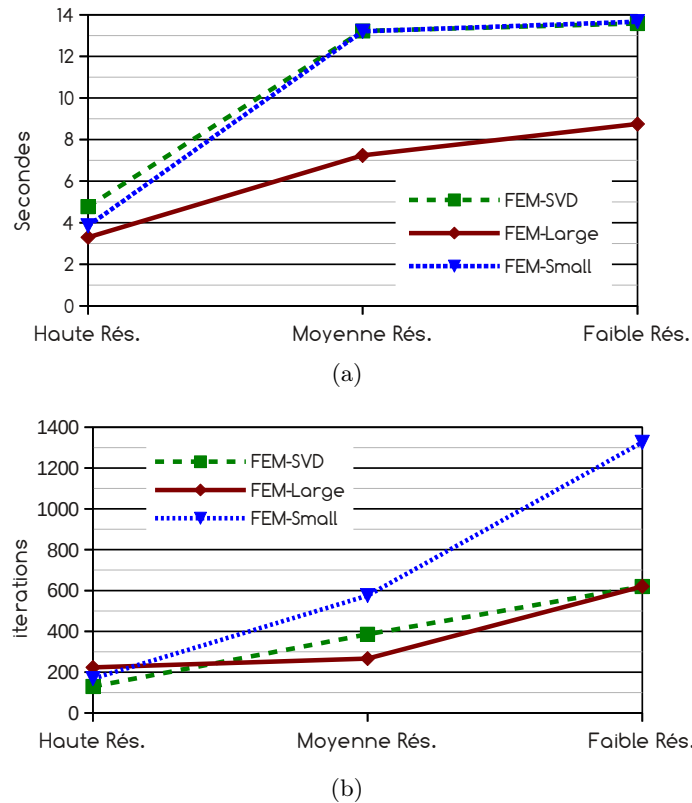 14
12
10
8
6
4
2
0
Secondes
FEM-SVD
FEM-Large
FEM-Small
Haute Rés.
Moyenne Rés.
Faible Rés.
(a)
1400
1200
1000
800
600
400
200
0
iterations
FEM-SVD
FEM-Large
FEM-Small
Haute Rés.
Moyenne Rés.
Faible Rés.
(b)